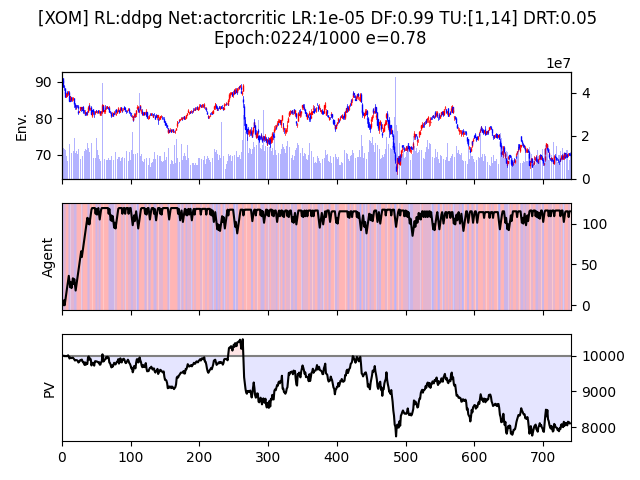 [XOM] RL:ddpg Net:actorcritic LR:1e-05 DF:0.99 TU:[1,14] DRT:0.05
Epoch:0224/1000 e=0.78
1e7
90
80
70
Env.
4
2
0
Agent
100
50
0
PV
10000
9000
8000
0 100 200 300 400 500 600 700